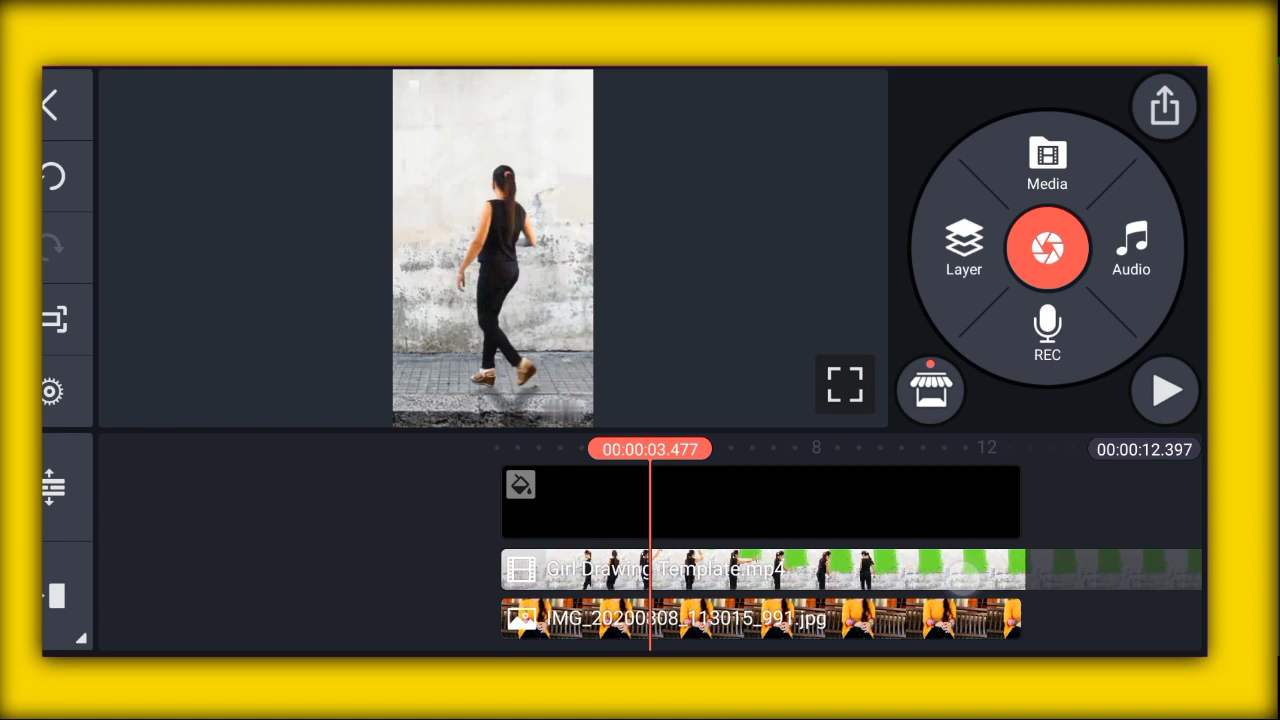 Media
Layer
Audio
REC
00:00:03.477
8
12
00:00:12.397
Girl Drawing Template.mp4
IMG_20200808_113015_991.jpg